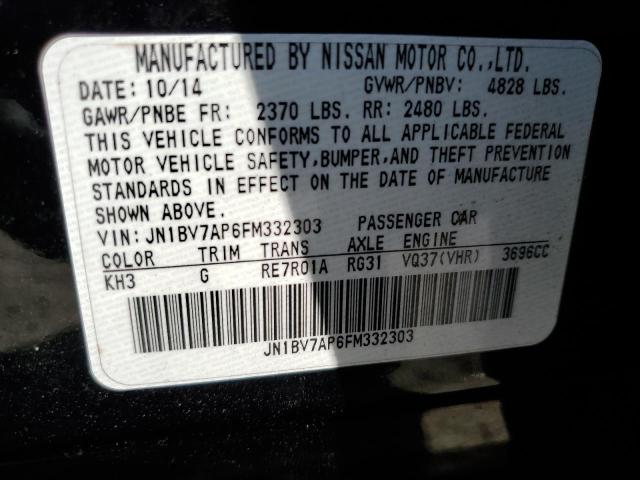 MANUFACTURED BY NISSAN MOTOR CO.,LTD.
DATE: 10/14 GVWR/PNBV: 4828 LBS.
GAWR/PNBE FR: 2370 LBS. RR: 2480 LBS.
THIS VEHICLE CONFORMS TO ALL APPLICABLE FEDERAL
MOTOR VEHICLE SAFETY,BUMPER,AND THEFT PREVENTION
STANDARDS IN EFFECT ON THE DATE OF MANUFACTURE
SHOWN ABOVE.
VIN: JN1BV7AP6FM332303 PASSENGER CAR
COLOR TRIM TRANS AXLE ENGINE
KH3 G RE7R01A RG31 VQ37(VHR) 3696CC
JN1BV7AP6FM332303